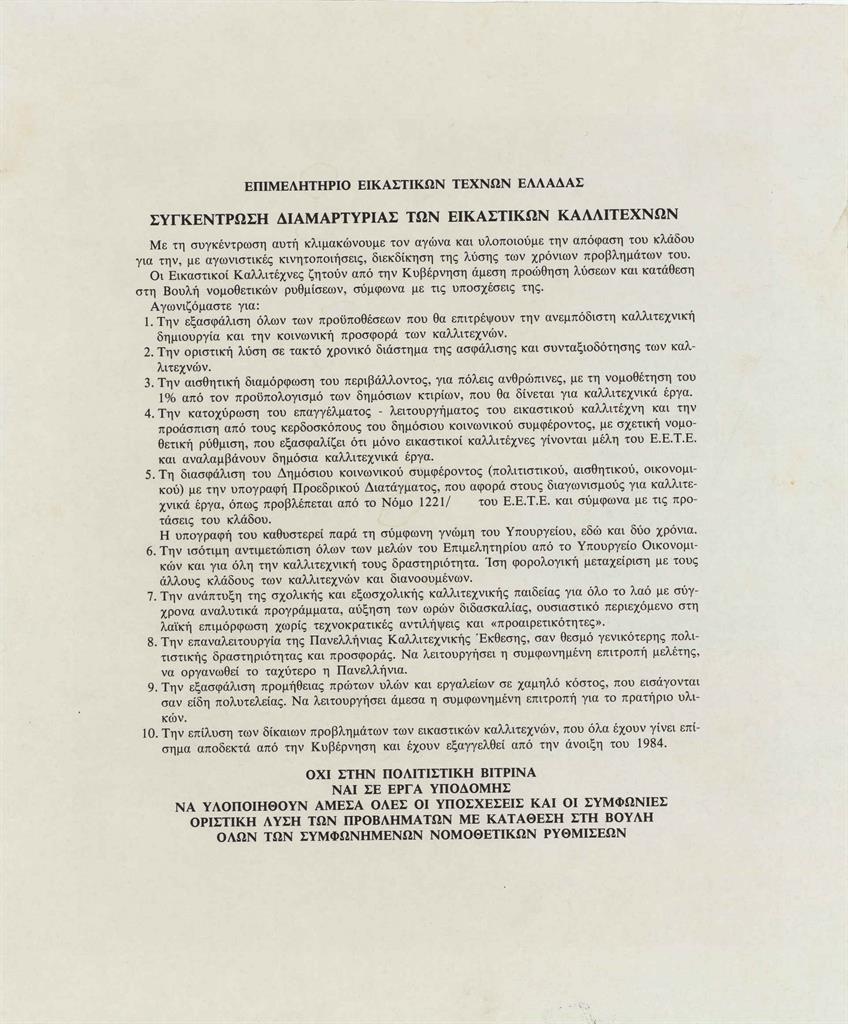 ΕΠΙΜΕΛΗΤΗΡΙΟ ΕΙΚΑΣΤΙΚΩΝ ΤΕΧΝΩΝ ΕΛΛΑΔΑΣ
ΣΥΓΚΕΝΤΡΩΣΗ ΔΙΑΜΑΡΤΥΡΙΑΣ ΤΩΝ ΕΙΚΑΣΤΙΚΩΝ ΚΑΛΛΙΤΕΧΝΩΝ
Με τη συγκέντρωση αυτή κλιμακώνουμε τον αγώνα και υλοποιούμε την απόφαση του κλάδου
για την, με αγωνιστικές κινητοποιήσεις, διεκδίκηση της λύσης των χρόνιων προβλημάτων του.
Οι Εικαστικοί Καλλιτέχνες ζητούν από την Κυβέρνηση άμεση προώθηση λύσεων και κατάθεση
στη Βουλή νομοθετικών ρυθμίσεων, σύμφωνα με τις υποσχέσεις της.
Αγωνιζόμαστε για:
1. Την εξασφάλιση όλων των προϋποθέσεων που θα επιτρέψουν την ανεμπόδιστη καλλιτεχνική
δημιουργία και την κοινωνική προσφορά των καλλιτεχνών.
2. Την οριστική λύση σε τακτό χρονικό διάστημα της ασφάλισης και συνταξιοδότησης των καλ-
λιτεχνών.
3. Την αισθητική διαμόρφωση του περιβάλλοντος, για πόλεις ανθρώπινες, με τη νομοθέτηση του
1% από τον προϋπολογισμό των δημόσιων κτιρίων, που θα δίνεται για καλλιτεχνικά έργα.
4. Την κατοχύρωση του επαγγέλματος - λειτουργήματος του εικαστικού καλλιτέχνη και την
προάσπιση από τους κερδοσκόπους του δημόσιου κοινωνικού συμφέροντος, με σχετική νομο-
θετική ρύθμιση, που εξασφαλίζει ότι μόνο εικαστικοί καλλιτέχνες γίνονται μέλη του Ε.Ε.Τ.Ε.
και αναλαμβάνουν δημόσια καλλιτεχνικά έργα.
5. Τη διασφάλιση του Δημόσιου κοινωνικού συμφέροντος (πολιτιστικού, αισθητικού, οικονομι-
κού) με την υπογραφή Προεδρικού Διατάγματος, που αφορά στους διαγωνισμούς για καλλιτε-
χνικά έργα, όπως προβλέπεται από το Νόμο 1221/ του Ε.Ε.Τ.Ε. και σύμφωνα με τις προ-
τάσεις του κλάδου.
Η υπογραφή του καθυστερεί παρά τη σύμφωνη γνώμη του Υπουργείου, εδώ και δύο χρόνια.
6. Την ισότιμη αντιμετώπιση όλων των μελών του Επιμελητηρίου από το Υπουργείο Οικονομι-
κών και για όλη την καλλιτεχνική τους δραστηριότητα. Ίση φορολογική μεταχείριση με τους
άλλους κλάδους των καλλιτεχνών και διανοουμένων.
7. Την ανάπτυξη της σχολικής και εξωσχολικής καλλιτεχνικής παιδείας για όλο το λαό με σύγ-
χρονα αναλυτικά προγράμματα, αύξηση των ωρών διδασκαλίας, ουσιαστικό περιεχόμενο στη
λαϊκή επιμόρφωση χωρίς τεχνοκρατικές αντιλήψεις και «προαιρετικότητες».
8. Την επαναλειτουργία της Πανελλήνιας Καλλιτεχνικής Έκθεσης, σαν θεσμό γενικότερης πολι-
τιστικής δραστηριότητας και προσφοράς. Να λειτουργήσει η συμφωνημένη επιτροπή μελέτης,
να οργανωθεί το ταχύτερο η Πανελλήνια.
9. Την εξασφάλιση προμήθειας πρώτων υλών και εργαλείων σε χαμηλό κόστος, που εισάγονται
σαν είδη πολυτελείας. Να λειτουργήσει άμεσα η συμφωνημένη επιτροπή για το πρατήριο υλι-
κών.
10. Την επίλυση των δίκαιων προβλημάτων των εικαστικών καλλιτεχνών, που όλα έχουν γίνει επί-
σημα αποδεκτά από την Κυβέρνηση και έχουν εξαγγελθεί από την άνοιξη του 1984.
ΟΧΙ ΣΤΗΝ ΠΟΛΙΤΙΣΤΙΚΗ ΒΙΤΡΙΝΑ
ΝΑΙ ΣΕ ΕΡΓΑ ΥΠΟΔΟΜΗΣ
ΝΑ ΥΛΟΠΟΙΗΘΟΥΝ ΑΜΕΣΑ ΟΛΕΣ ΟΙ ΥΠΟΣΧΕΣΕΙΣ ΚΑΙ ΟΙ ΣΥΜΦΩΝΙΕΣ
ΟΡΙΣΤΙΚΗ ΛΥΣΗ ΤΩΝ ΠΡΟΒΛΗΜΑΤΩΝ ΜΕ ΚΑΤΑΘΕΣΗ ΣΤΗ ΒΟΥΛΗ
ΟΛΩΝ ΤΩΝ ΣΥΜΦΩΝΗΜΕΝΩΝ ΝΟΜΟΘΕΤΙΚΩΝ ΡΥΘΜΙΣΕΩΝ